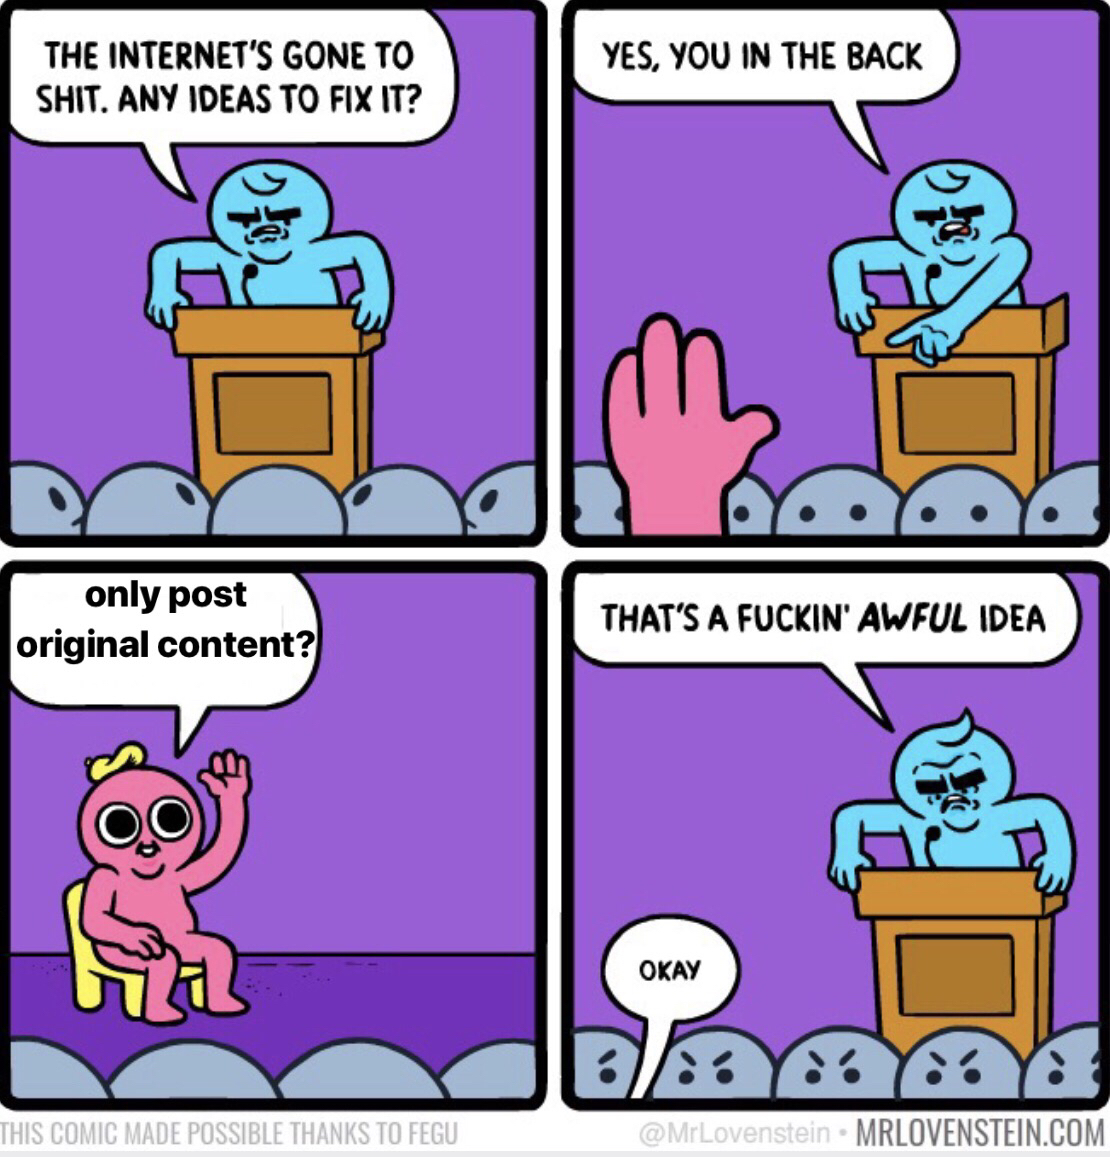 THE INTERNET'S GONE TO
SHIT. ANY IDEAS TO FIX IT?
YES, YOU IN THE BACK
only post
original content?
THAT'S A FUCKIN' AWFUL IDEA
OKAY
THIS COMIC MADE POSSIBLE THANKS TO FEGU
@MrLovenstein • MRLOVENSTEIN.COM